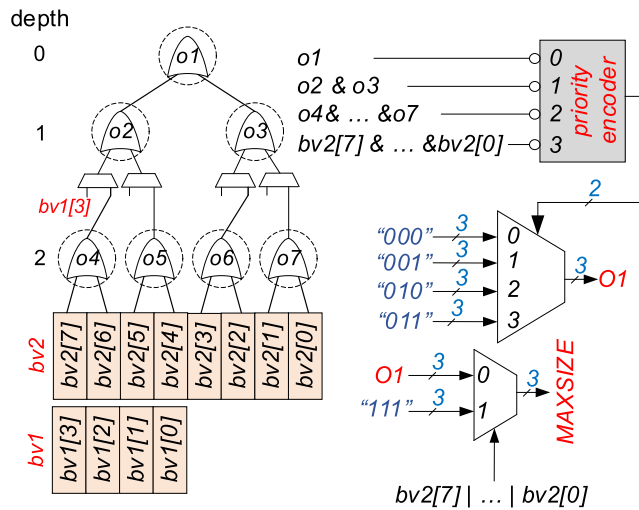 depth
0
1
2
o1
o2
o3
bv1[3]
o4
o5
o6
o7
bv2
bv2[7]
bv2[6]
bv2[5]
bv2[4]
bv2[3]
bv2[2]
bv2[1]
bv2[0]
bv1
bv1[3]
bv1[2]
bv1[1]
bv1[0]
o1
o2 & o3
o4& ... &o7
bv2[7] & ... &bv2[0]
0
1
2
3
priority
encoder
2
"000" 3 0
"001" 3 1
"010" 3 2
"011" 3 3
3 O1
O1 3 0
"111" 3 1
3 MAXSIZE
bv2[7] | ... | bv2[0]